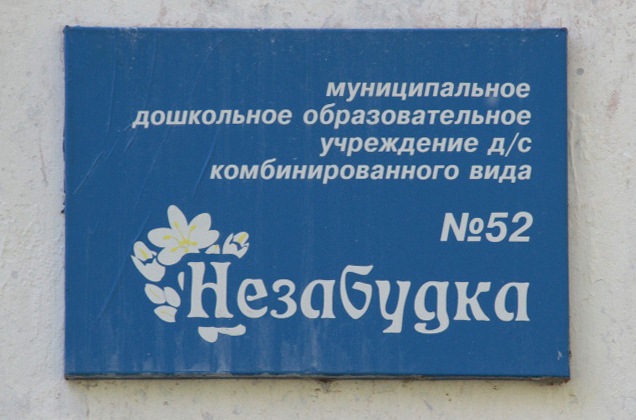 муниципальное
дошкольное образовательное
учреждение д/с
комбинированного вида
№52
Незабудка